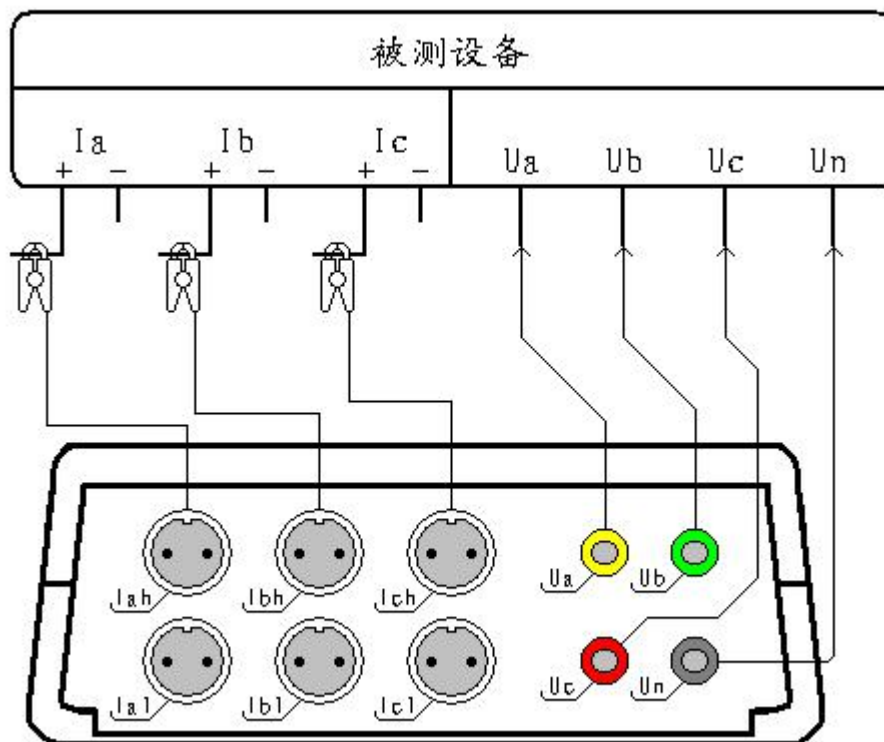 被测设备
Ia Ib Ic
+ - + - + -
Ua Ub Uc Un
Iah Ibh Ich Ua Ub
Ial Ibl Icl Uc Un